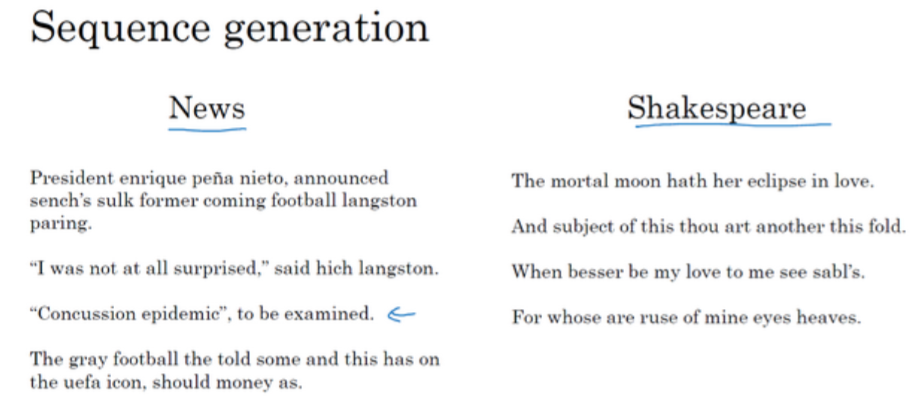 Sequence generation
News
President enrique peña nieto, announced
sench's sulk former coming football langston
paring.
“I was not at all surprised,” said hich langston.
“Concussion epidemic”, to be examined.
The gray football the told some and this has on
the uefa icon, should money as.
Shakespeare
The mortal moon hath her eclipse in love.
And subject of this thou art another this fold.
When besser be my love to me see sabl's.
For whose are ruse of mine eyes heaves.